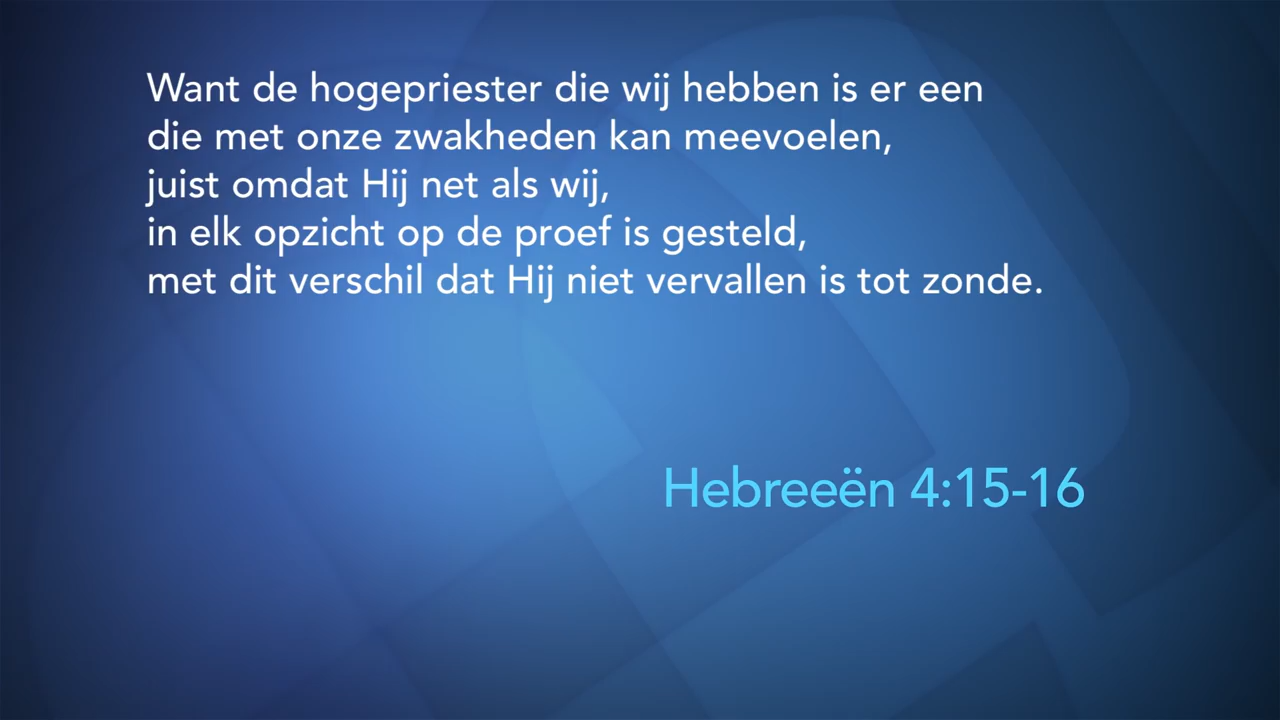 Want de hogepriester die wij hebben is er een
die met onze zwakheden kan meevoelen,
juist omdat Hij net als wij,
in elk opzicht op de proef is gesteld,
met dit verschil dat Hij niet vervallen is tot zonde.
Hebreeën 4:15-16